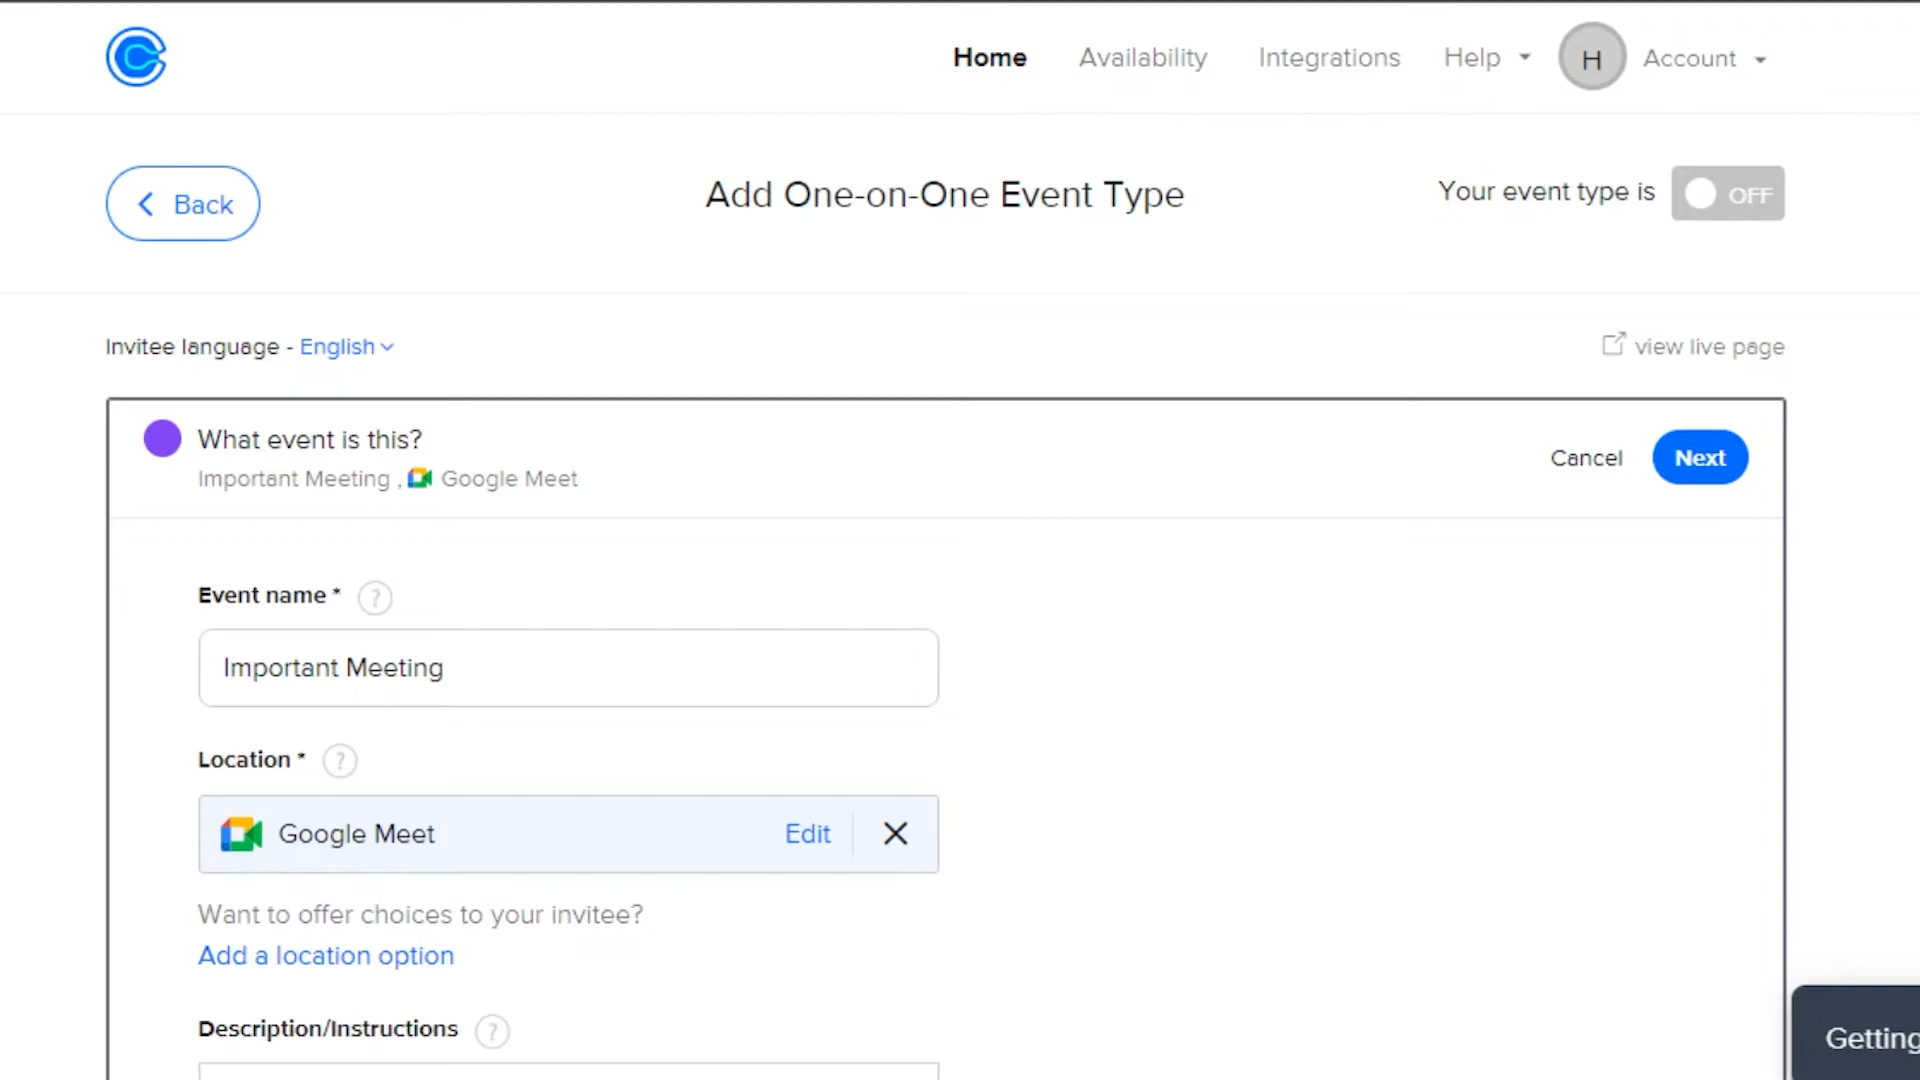 Home Availability Integrations Help H Account
Back
Add One-on-One Event Type
Your event type is OFF
Invitee language - English
view live page
What event is this?
Important Meeting , Google Meet
Cancel Next
Event name * ?
Important Meeting
Location * ?
Google Meet Edit
Want to offer choices to your invitee?
Add a location option
Description/Instructions ?
Getting